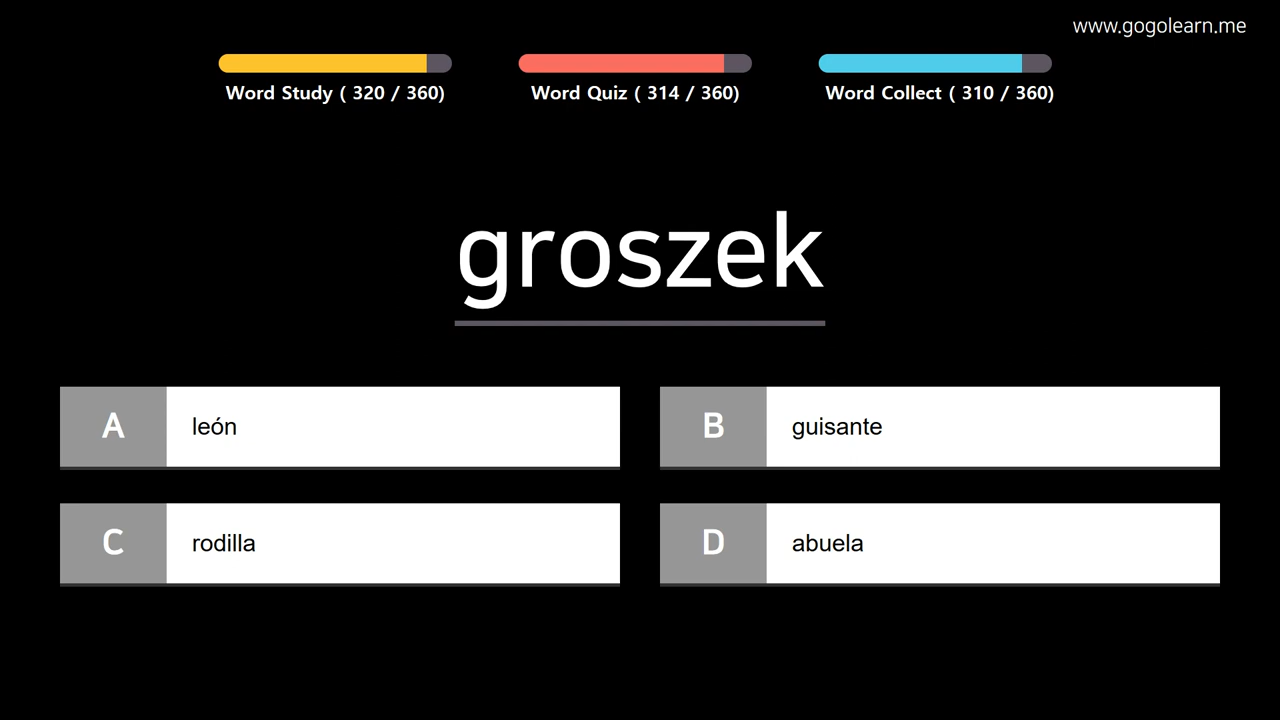 www.gogolearn.me
Word Study ( 320 / 360)
Word Quiz ( 314 / 360)
Word Collect ( 310 / 360)
groszek
A león
B guisante
C rodilla
D abuela